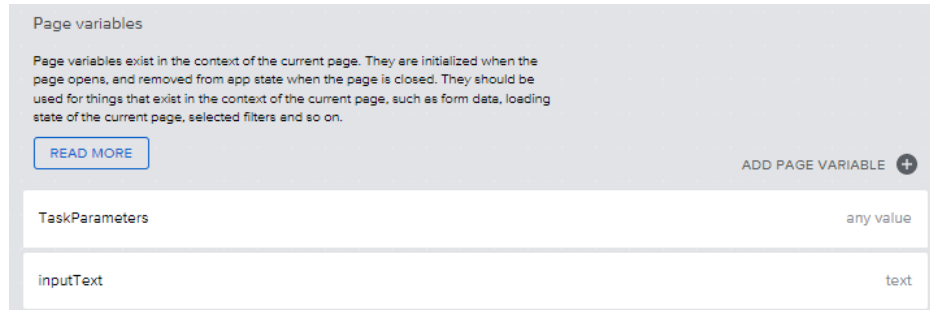 Page variables
Page variables exist in the context of the current page. They are initialized when the
page opens, and removed from app state when the page is closed. They should be
used for things that exist in the context of the current page, such as form data, loading
state of the current page, selected filters and so on.
READ MORE
ADD PAGE VARIABLE
TaskParameters any value
inputText text